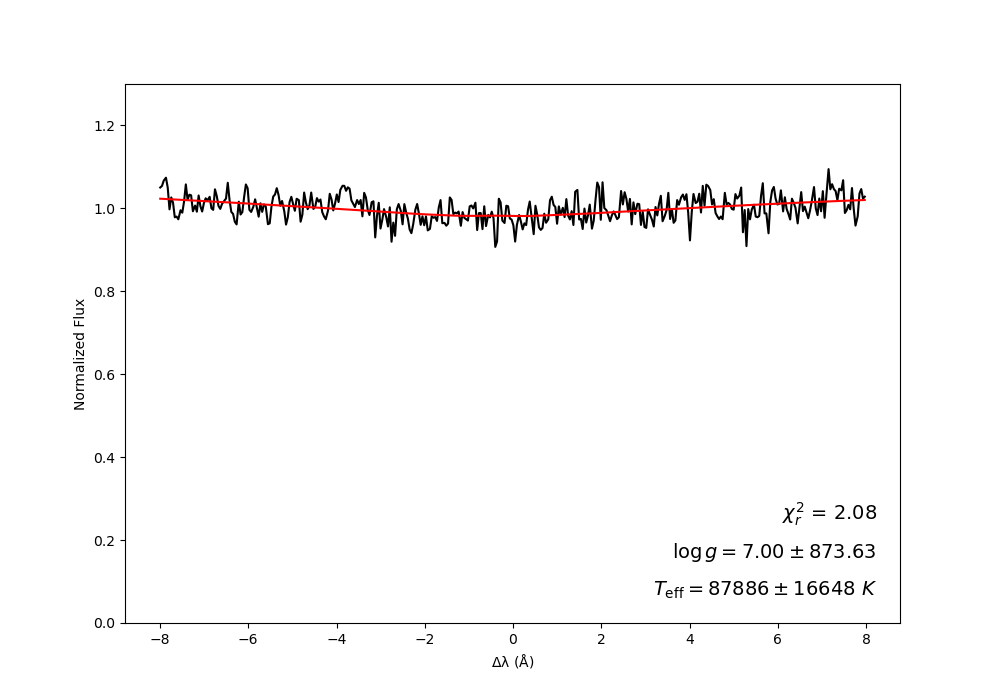 Normalized Flux
1.2
1.0
0.8
0.6
0.4
0.2
0.0
χ²ᵣ = 2.08
log g = 7.00 ± 873.63
T_eff = 87886 ± 16648 K
−8 −6 −4 −2 0 2 4 6 8
Δλ (Å)